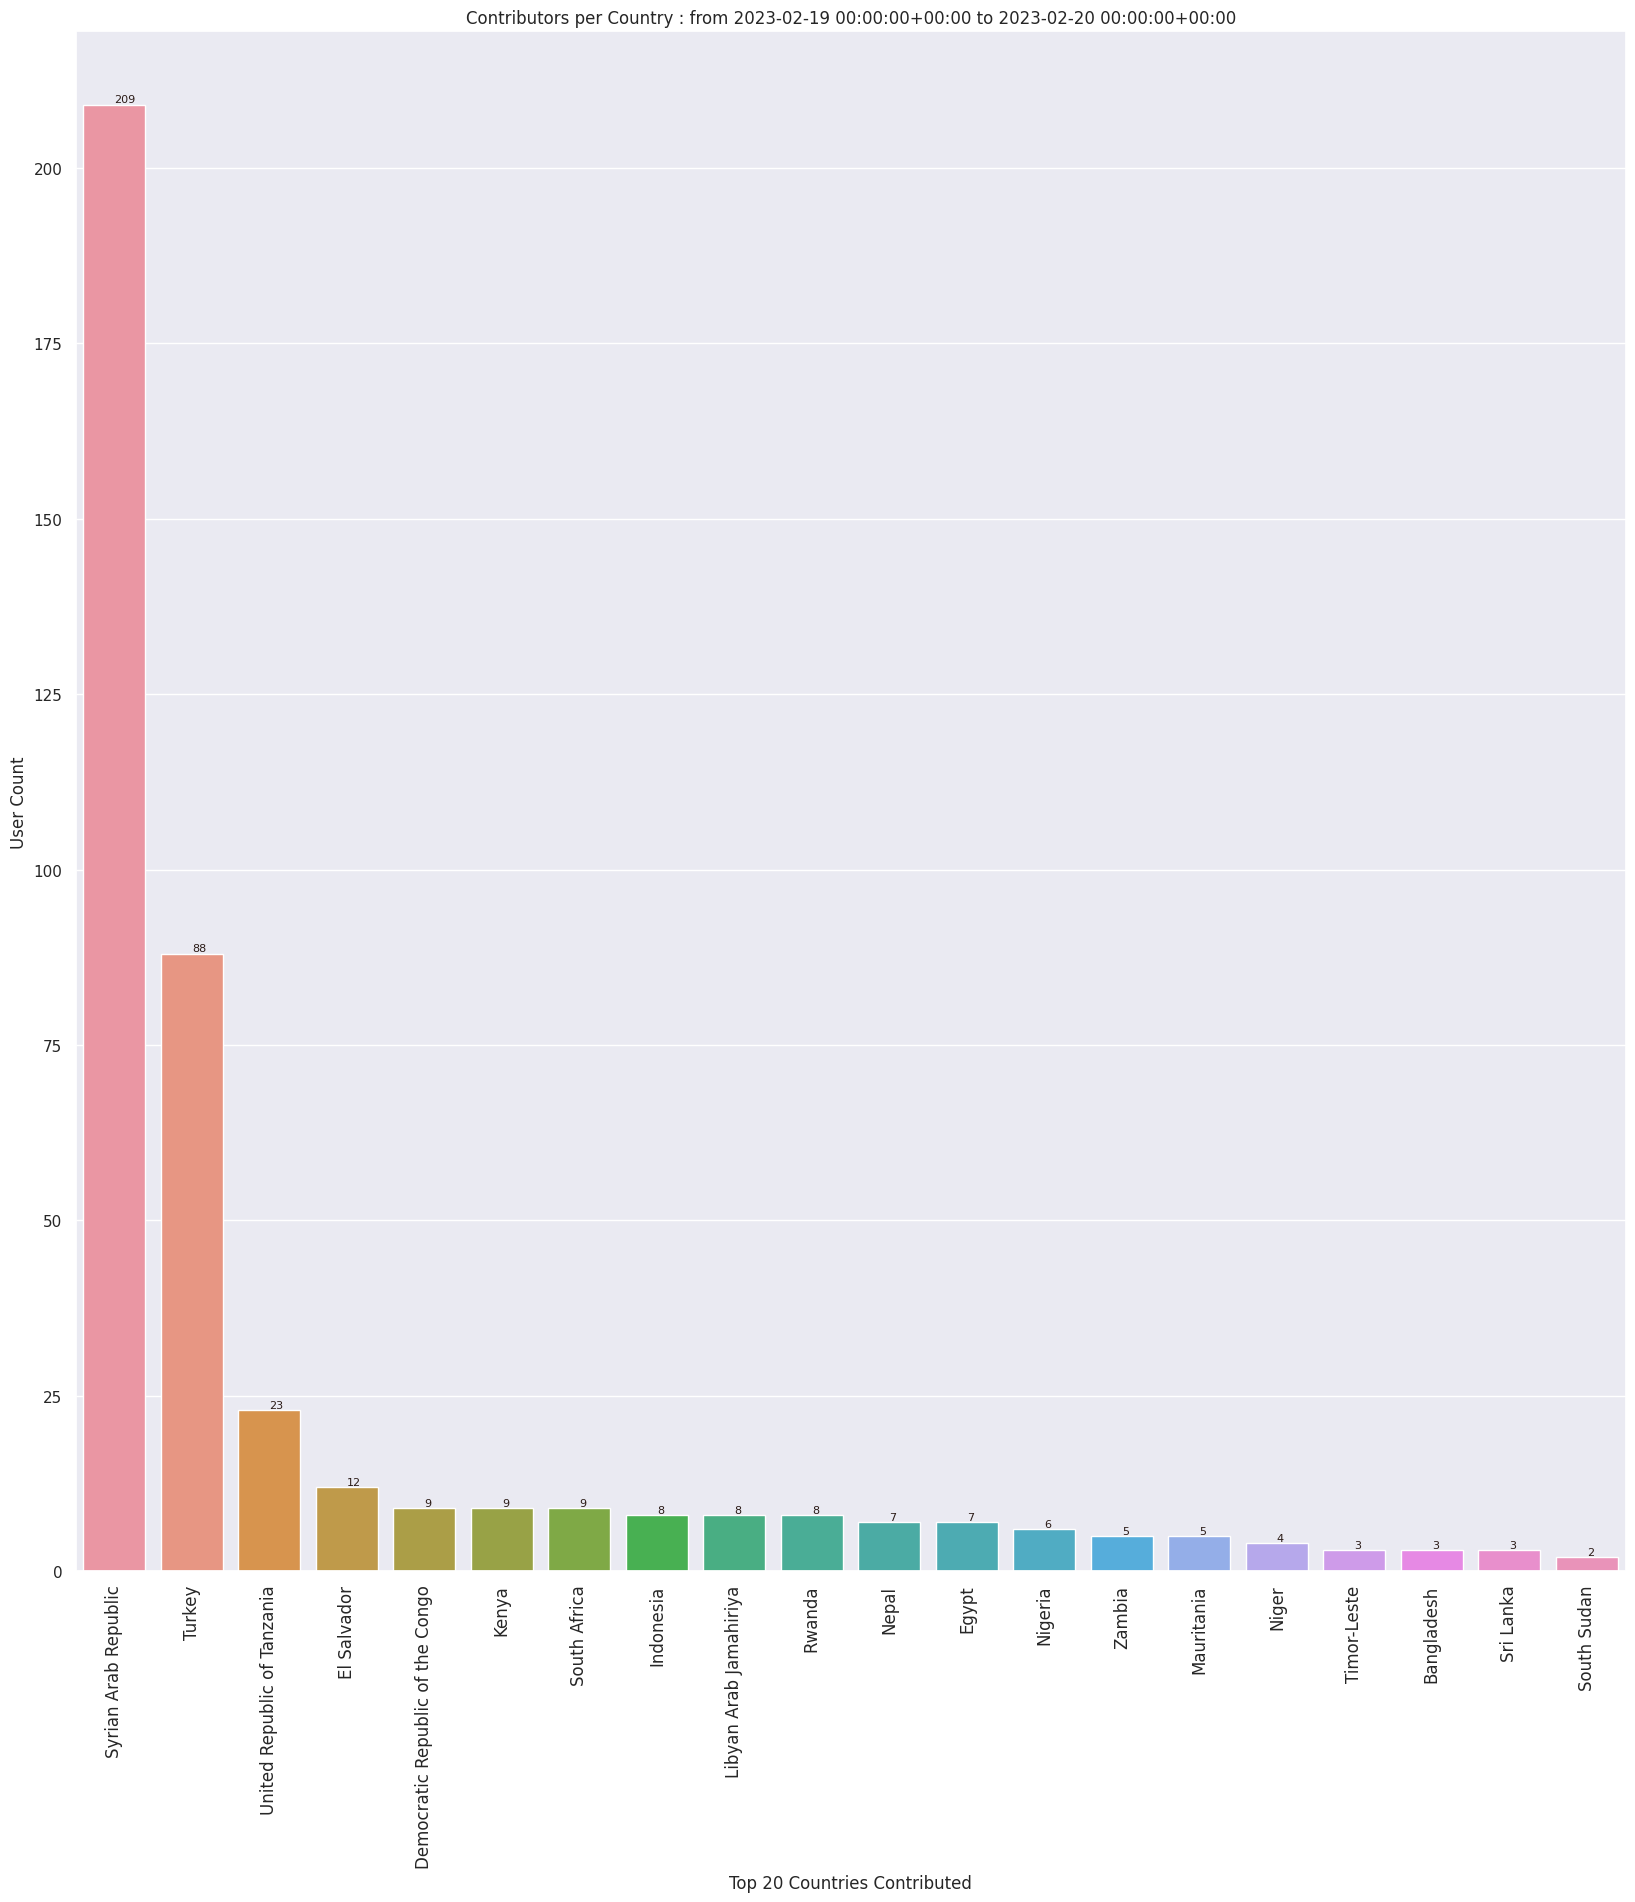 Contributors per Country : from 2023-02-19 00:00:00+00:00 to 2023-02-20 00:00:00+00:00
User Count
200
175
150
125
100
75
50
25
0
209
88
23
12
9
9
9
8
8
8
7
7
6
5
5
4
3
3
3
2
Syrian Arab Republic
Turkey
United Republic of Tanzania
El Salvador
Democratic Republic of the Congo
Kenya
South Africa
Indonesia
Libyan Arab Jamahiriya
Rwanda
Nepal
Egypt
Nigeria
Zambia
Mauritania
Niger
Timor-Leste
Bangladesh
Sri Lanka
South Sudan
Top 20 Countries Contributed